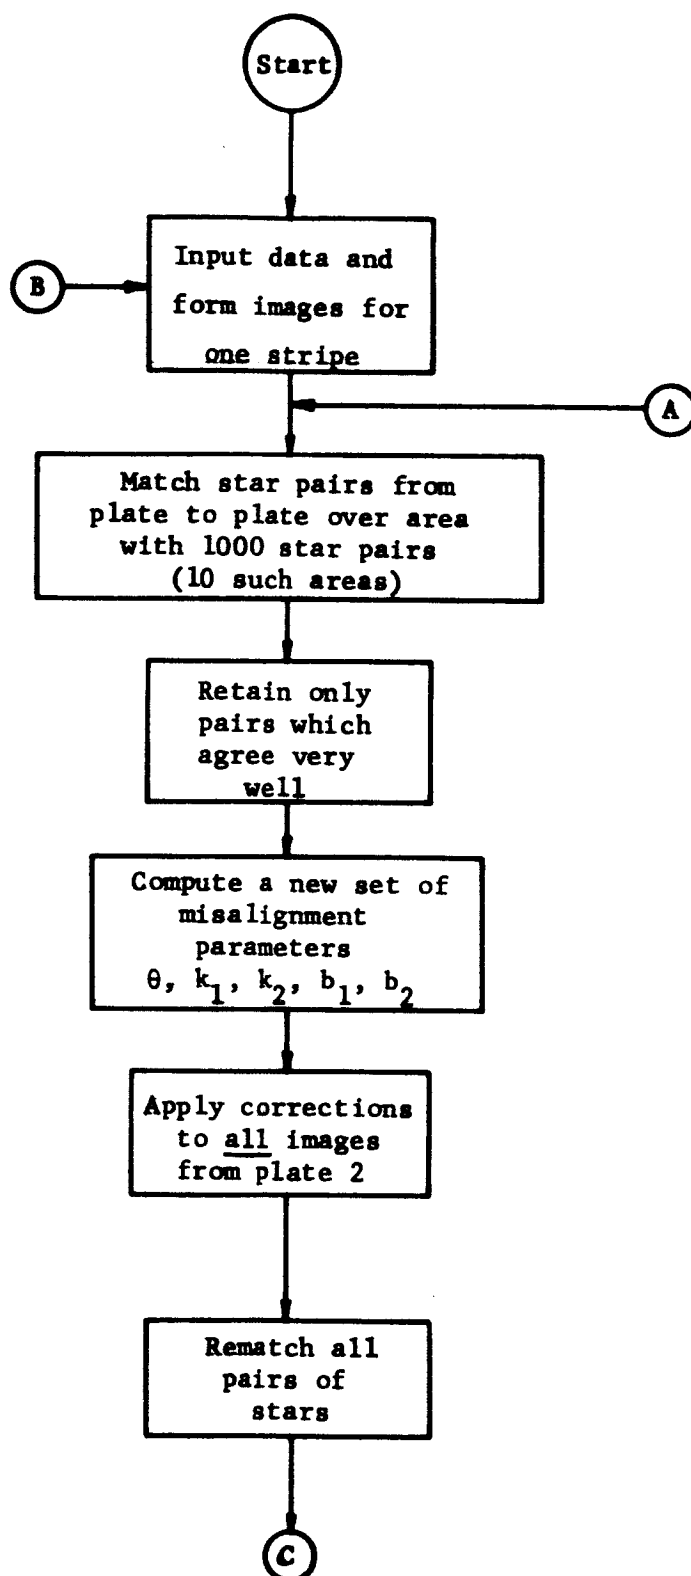 Start
Input data and
form images for
one stripe
B
A
Match star pairs from
plate to plate over area
with 1000 star pairs
(10 such areas)
Retain only
pairs which
agree very
well
Compute a new set of
misalignment
parameters
θ, k₁, k₂, b₁, b₂
Apply corrections
to all images
from plate 2
Rematch all
pairs of
stars
C